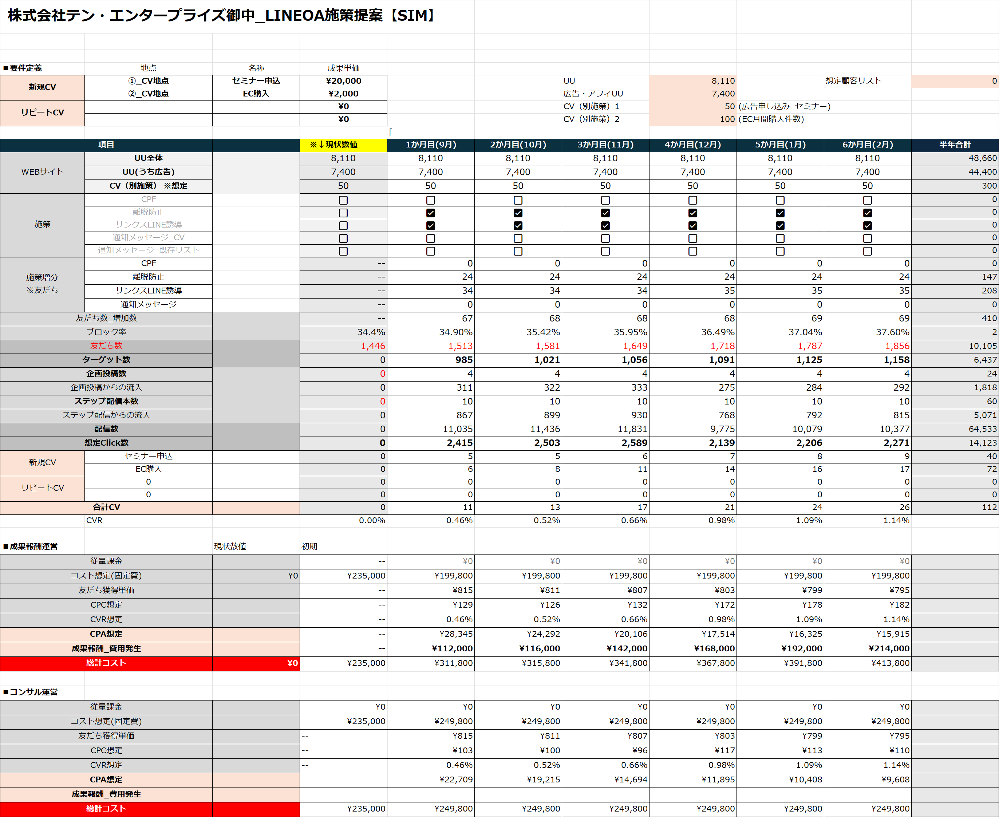 株式会社テン・エンタープライズ御中_LINEOA施策提案【SIM】
■要件定義 地点 名称 成果単価
新規CV ①_CV地点 セミナー申込 ¥20,000 UU 8,110 想定顧客リスト 0
②_CV地点 EC購入 ¥2,000 広告・アフィUU 7,400
リピートCV ¥0 CV（別施策）1 50 (広告申し込み_セミナー)
¥0 CV（別施策）2 100 (EC月間購入件数)
[
項目 ※↓現状数値 1か月目(9月) 2か月目(10月) 3か月目(11月) 4か月目(12月) 5か月目(1月) 6か月目(2月) 半年合計
WEBサイト UU全体 8,110 8,110 8,110 8,110 8,110 8,110 8,110 48,660
UU(うち広告) 7,400 7,400 7,400 7,400 7,400 7,400 7,400 44,400
CV（別施策） ※想定 50 50 50 50 50 50 50 300
施策 CPF 0
離脱防止 0
サンクスLINE誘導 0
通知メッセージ_CV 0
通知メッセージ_既存リスト 0
施策増分 ※友だち CPF -- 0 0 0 0 0 0 0
離脱防止 -- 24 24 24 24 24 24 147
サンクスLINE誘導 -- 34 34 34 35 35 35 208
通知メッセージ -- 0 0 0 0 0 0 0
友だち数_増加数 -- 67 68 68 68 69 69 410
ブロック率 34.4% 34.90% 35.42% 35.95% 36.49% 37.04% 37.60% 2
友だち数 1,446 1,513 1,581 1,649 1,718 1,787 1,856 10,105
ターゲット数 0 985 1,021 1,056 1,091 1,125 1,158 6,437
企画投稿数 0 4 4 4 4 4 4 24
企画投稿からの流入 0 311 322 333 275 284 292 1,818
ステップ配信本数 0 10 10 10 10 10 10 60
ステップ配信からの流入 0 867 899 930 768 792 815 5,071
配信数 0 11,035 11,436 11,831 9,775 10,079 10,377 64,533
想定Click数 0 2,415 2,503 2,589 2,139 2,206 2,271 14,123
新規CV セミナー申込 0 5 5 6 7 8 9 40
EC購入 0 6 8 11 14 16 17 72
リピートCV 0 0 0 0 0 0 0 0 0
0 0 0 0 0 0 0 0 0
合計CV 0 11 13 17 21 24 26 112
CVR 0.00% 0.46% 0.52% 0.66% 0.98% 1.09% 1.14%
■成果報酬運営 現状数値 初期
従量課金 -- ¥0 ¥0 ¥0 ¥0 ¥0 ¥0
コスト想定(固定費) ¥0 ¥235,000 ¥199,800 ¥199,800 ¥199,800 ¥199,800 ¥199,800 ¥199,800
友だち獲得単価 -- ¥815 ¥811 ¥807 ¥803 ¥799 ¥795
CPC想定 -- ¥129 ¥126 ¥132 ¥172 ¥178 ¥182
CVR想定 -- 0.46% 0.52% 0.66% 0.98% 1.09% 1.14%
CPA想定 -- ¥28,345 ¥24,292 ¥20,106 ¥17,514 ¥16,325 ¥15,915
成果報酬_費用発生 -- ¥112,000 ¥116,000 ¥142,000 ¥168,000 ¥192,000 ¥214,000
総計コスト ¥0 ¥235,000 ¥311,800 ¥315,800 ¥341,800 ¥367,800 ¥391,800 ¥413,800
■コンサル運営
従量課金 ¥0 ¥0 ¥0 ¥0 ¥0 ¥0 ¥0
コスト想定(固定費) ¥235,000 ¥249,800 ¥249,800 ¥249,800 ¥249,800 ¥249,800 ¥249,800
友だち獲得単価 -- ¥815 ¥811 ¥807 ¥803 ¥799 ¥795
CPC想定 -- ¥103 ¥100 ¥96 ¥117 ¥113 ¥110
CVR想定 -- 0.46% 0.52% 0.66% 0.98% 1.09% 1.14%
CPA想定 ¥22,709 ¥19,215 ¥14,694 ¥11,895 ¥10,408 ¥9,608
成果報酬_費用発生
総計コスト ¥235,000 ¥249,800 ¥249,800 ¥249,800 ¥249,800 ¥249,800 ¥249,800